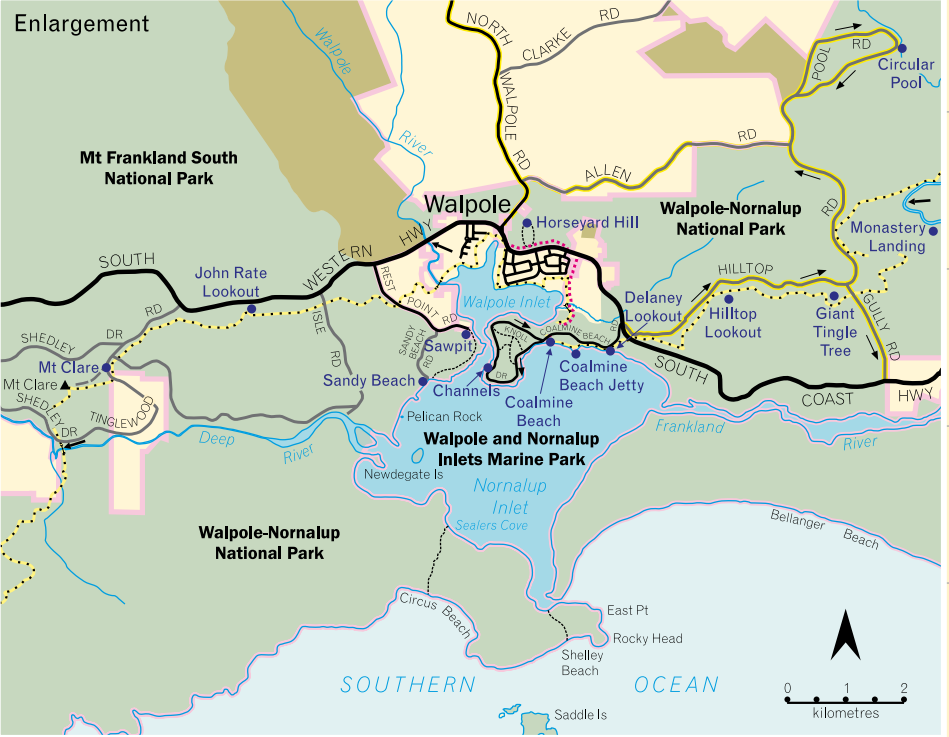 Enlargement
NORTH
WALPOLE
RD
CLARKE
RD
POOL
RD
Circular
Pool
Walpole
River
Mt Frankland South
National Park
ALLEN
RD
Walpole
Horseyard Hill
Walpole-Nornalup
National Park
RD
Monastery
Landing
SOUTH
WESTERN
HWY
John Rate
Lookout
REST
POINT
RD
Walpole Inlet
Delaney
Lookout
HILLTOP
RD
Hilltop
Lookout
Giant
Tingle
Tree
GULLY
RD
SHEDLEY
DR
RD
ISLE
RD
SANDY
BEACH
RD
Sawpit
KNOLL
DR
COALMINE
BEACH
RD
Mt Clare
Mt Clare
Sandy Beach
Channels
Coalmine
Beach
Coalmine
Beach Jetty
SOUTH
COAST
HWY
SHEDLEY
DR
TINGLEWOOD
Pelican Rock
Deep
River
Walpole and Nornalup
Inlets Marine Park
Frankland
River
Newdegate Is
Nornalup
Inlet
Sealers Cove
Walpole-Nornalup
National Park
Bellanger
Beach
Circus
Beach
East Pt
Rocky Head
Shelley
Beach
SOUTHERN
OCEAN
Saddle Is
0
1
2
kilometres